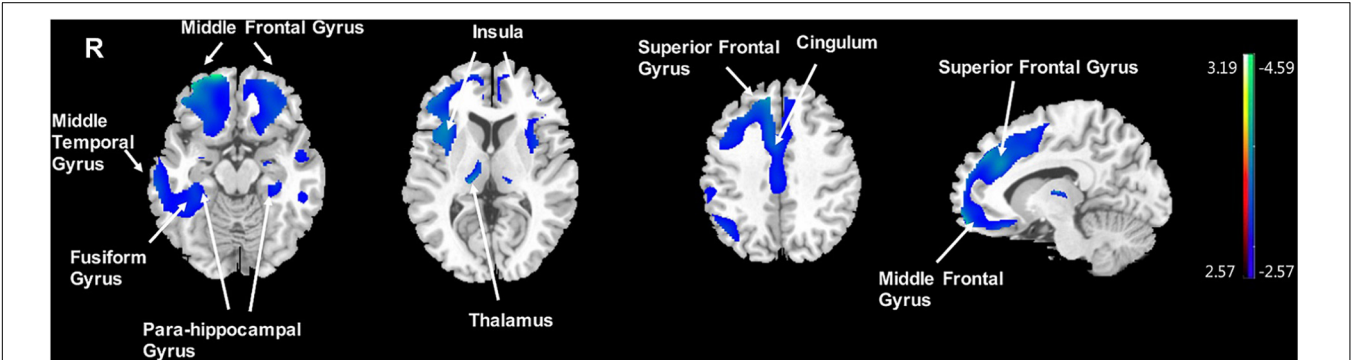 R
Middle Frontal Gyrus
Middle
Temporal
Gyrus
Fusiform
Gyrus
Para-hippocampal
Gyrus
Insula
Thalamus
Superior Frontal
Gyrus
Cingulum
Superior Frontal Gyrus
Middle Frontal
Gyrus
3.19 -4.59
2.57 -2.57